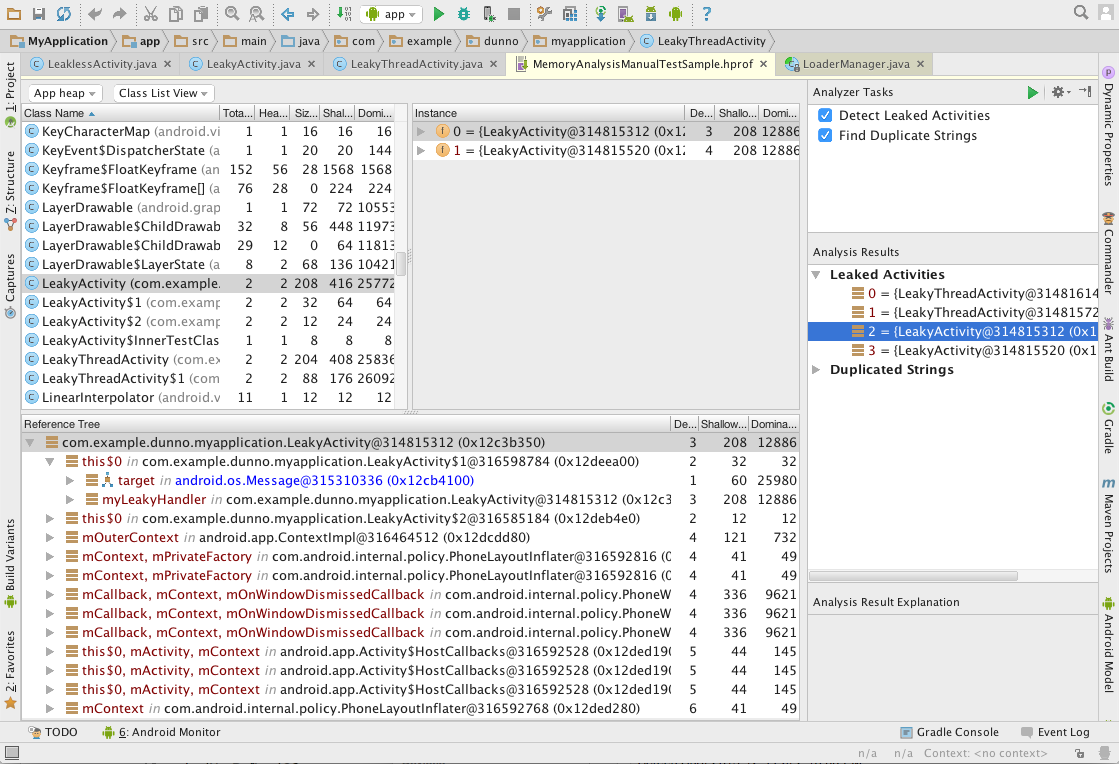 app
MyApplication app src main java com example dunno myapplication LeakyThreadActivity
LeaklessActivity.java LeakyActivity.java LeakyThreadActivity.java MemoryAnalysisManualTestSample.hprof LoaderManager.java
1: Project
Z: Structure
Captures
Build Variants
2: Favorites
App heap Class List View
Class Name Tota... Hea... Siz... Shal... Domi...
KeyCharacterMap (android.vi 1 1 16 16 16
KeyEvent$DispatcherState (a 1 1 20 20 144
Keyframe$FloatKeyframe (an 152 56 28 1568 1568
Keyframe$FloatKeyframe[] (a 76 28 0 224 224
LayerDrawable (android.grap 1 1 72 72 10553
LayerDrawable$ChildDrawab 32 8 56 448 11973
LayerDrawable$ChildDrawab 29 12 0 64 11813
LayerDrawable$LayerState (a 8 2 68 136 10421
LeakyActivity (com.example. 2 2 208 416 25772
LeakyActivity$1 (com.examp 2 2 32 64 64
LeakyActivity$2 (com.examp 2 2 12 24 24
LeakyActivity$InnerTestClas 1 1 8 8 8
LeakyThreadActivity (com.ex 2 2 204 408 25836
LeakyThreadActivity$1 (com 2 2 88 176 26092
LinearInterpolator (android.v 11 1 12 12 12
Instance De... Shallo... Domi...
0 = {LeakyActivity@314815312 (0x12 3 208 12886
1 = {LeakyActivity@314815520 (0x12 4 208 12886
Reference Tree De... Shallow... Domina...
com.example.dunno.myapplication.LeakyActivity@314815312 (0x12c3b350) 3 208 12886
this$0 in com.example.dunno.myapplication.LeakyActivity$1@316598784 (0x12deea00) 2 32 32
target in android.os.Message@315310336 (0x12cb4100) 1 60 25980
myLeakyHandler in com.example.dunno.myapplication.LeakyActivity@314815312 (0x12c3 3 208 12886
this$0 in com.example.dunno.myapplication.LeakyActivity$2@316585184 (0x12deb4e0) 2 12 12
mOuterContext in android.app.ContextImpl@316464512 (0x12dcdd80) 4 121 732
mContext, mPrivateFactory in com.android.internal.policy.PhoneLayoutInflater@316592816 (0 4 41 49
mContext, mPrivateFactory in com.android.internal.policy.PhoneLayoutInflater@316592816 (0 4 41 49
mCallback, mContext, mOnWindowDismissedCallback in com.android.internal.policy.PhoneW 4 336 9621
mCallback, mContext, mOnWindowDismissedCallback in com.android.internal.policy.PhoneW 4 336 9621
mCallback, mContext, mOnWindowDismissedCallback in com.android.internal.policy.PhoneW 4 336 9621
this$0, mActivity, mContext in android.app.Activity$HostCallbacks@316592528 (0x12ded190 5 44 145
this$0, mActivity, mContext in android.app.Activity$HostCallbacks@316592528 (0x12ded190 5 44 145
this$0, mActivity, mContext in android.app.Activity$HostCallbacks@316592528 (0x12ded190 5 44 145
mContext in com.android.internal.policy.PhoneLayoutInflater@316592768 (0x12ded280) 6 41 49
Analyzer Tasks
Detect Leaked Activities
Find Duplicate Strings
Analysis Results
Leaked Activities
0 = {LeakyThreadActivity@31481614
1 = {LeakyThreadActivity@31481572
2 = {LeakyActivity@314815312 (0x1
3 = {LeakyActivity@314815520 (0x1
Duplicated Strings
Analysis Result Explanation
Dynamic Properties
Commander
Ant Build
Gradle
Maven Projects
Android Model
TODO 6: Android Monitor Gradle Console Event Log
n/a n/a Context: <no context>